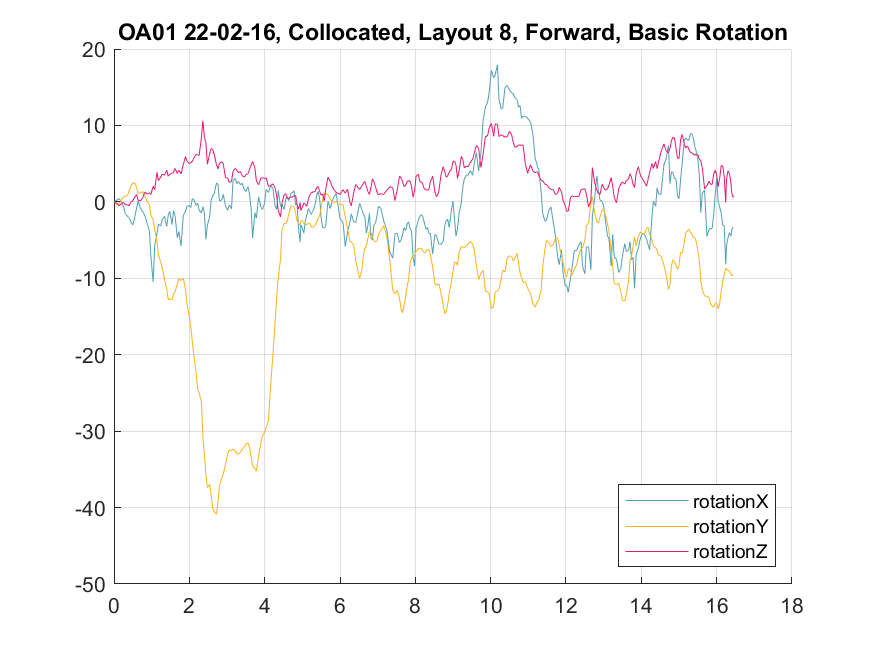 OA01 22-02-16, Collocated, Layout 8, Forward, Basic Rotation
20
10
0
-10
-20
-30
-40
-50
0 2 4 6 8 10 12 14 16 18
rotationX
rotationY
rotationZ